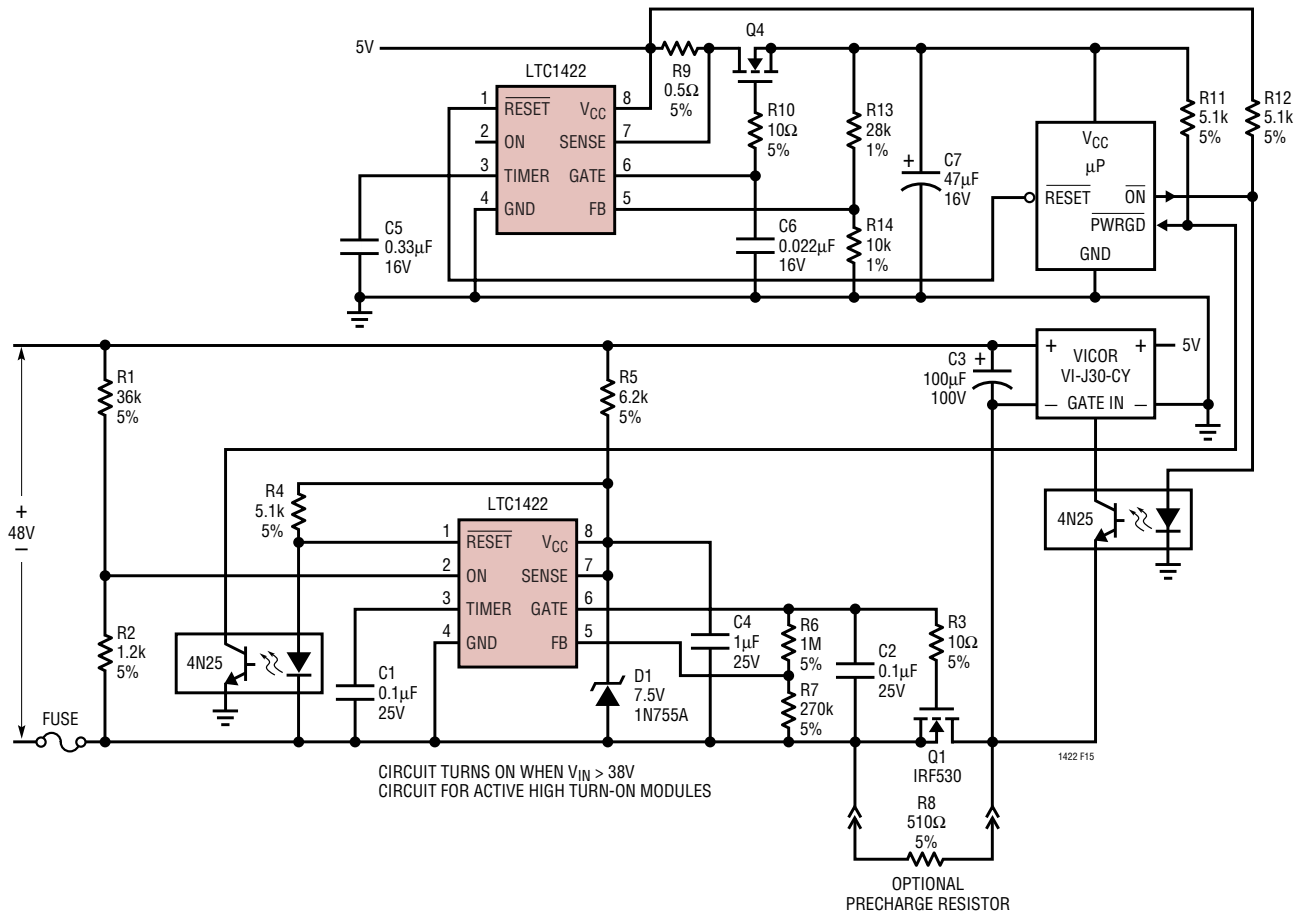 5V
LTC1422
1
RESET
VCC
8
2
ON
SENSE
7
3
TIMER
GATE
6
4
GND
FB
5
R9
0.5Ω
5%
Q4
R10
10Ω
5%
R13
28k
1%
+
C7
47µF
16V
C5
0.33µF
16V
C6
0.022µF
16V
R14
10k
1%
VCC
µP
RESET
ON
PWRGD
GND
R11
5.1k
5%
R12
5.1k
5%
+
48V
−
R1
36k
5%
R5
6.2k
5%
C3
+
100µF
100V
+
+
VICOR
VI-J30-CY
−
GATE IN
−
5V
R4
5.1k
5%
LTC1422
1
RESET
VCC
8
2
ON
SENSE
7
3
TIMER
GATE
6
4
GND
FB
5
4N25
R2
1.2k
5%
4N25
C1
0.1µF
25V
D1
7.5V
1N755A
C4
1µF
25V
R6
1M
5%
R7
270k
5%
C2
0.1µF
25V
R3
10Ω
5%
FUSE
Q1
IRF530
1422 F15
CIRCUIT TURNS ON WHEN VIN > 38V
CIRCUIT FOR ACTIVE HIGH TURN-ON MODULES
R8
510Ω
5%
OPTIONAL
PRECHARGE RESISTOR